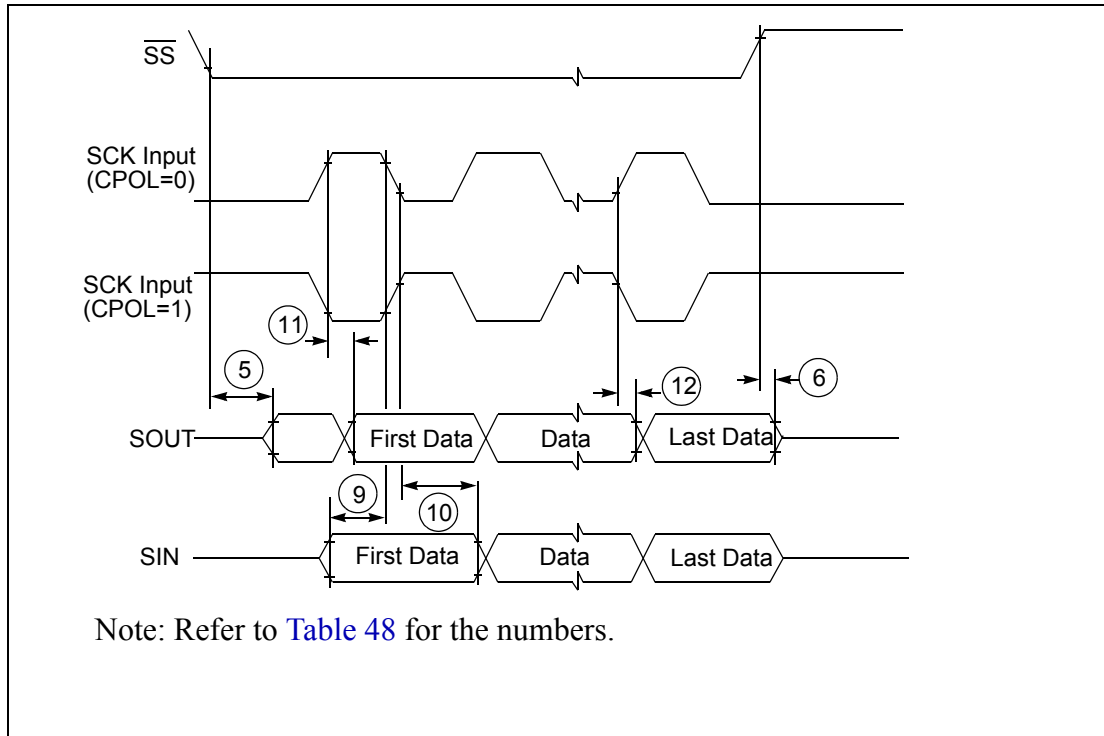 SS
SCK Input
(CPOL=0)
SCK Input
(CPOL=1)
11
5
12
6
SOUT
First Data
Data
Last Data
9
10
SIN
First Data
Data
Last Data
Note: Refer to Table 48 for the numbers.